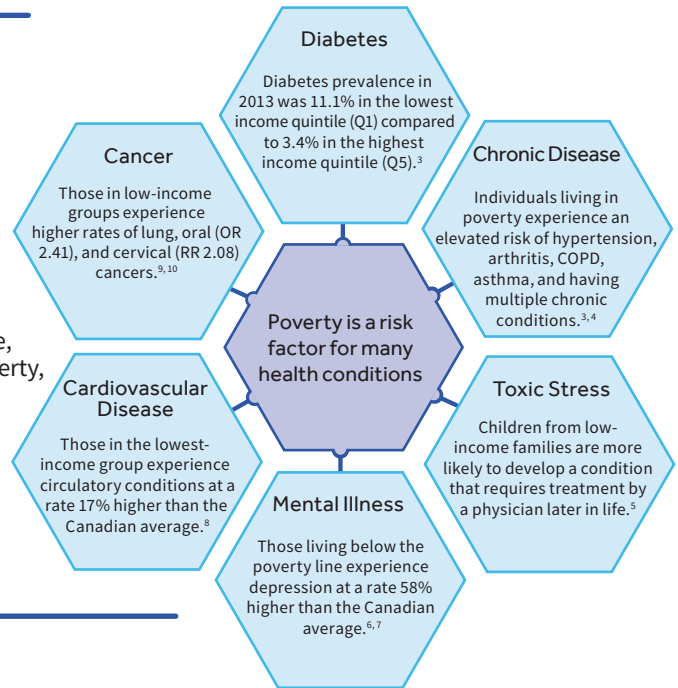 Diabetes
Diabetes prevalence in
2013 was 11.1% in the lowest
income quintile (Q1) compared
to 3.4% in the highest
income quintile (Q5).³
Cancer
Those in low-income
groups experience
higher rates of lung, oral (OR
2.41), and cervical (RR 2.08)
cancers.⁹,¹⁰
Chronic Disease
Individuals living in
poverty experience an
elevated risk of hypertension,
arthritis, COPD,
asthma, and having
multiple chronic
conditions.³,⁴
Poverty is a risk
factor for many
health conditions
e,
erty,
Cardiovascular
Disease
Those in the lowest-
income group experience
circulatory conditions at a
rate 17% higher than the
Canadian average.⁸
Toxic Stress
Children from low-
income families are more
likely to develop a condition
that requires treatment by
a physician later in life.⁵
Mental Illness
Those living below the
poverty line experience
depression at a rate 58%
higher than the Canadian
average.⁶,⁷